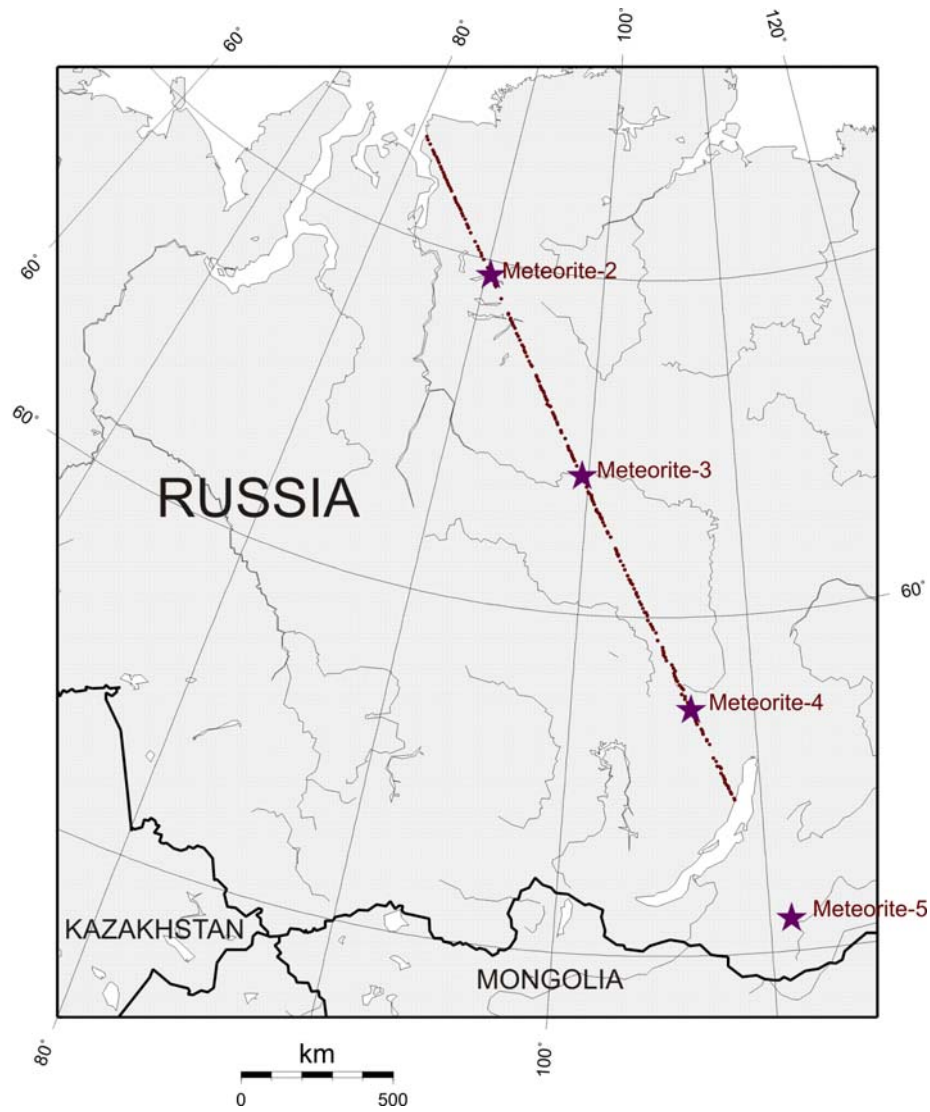 60°
80°
100
120°
60°
Meteorite-2
60°
Meteorite-3
RUSSIA
60°
Meteorite-4
Meteorite-5
KAZAKHSTAN
MONGOLIA
80°
100°
km
0 500